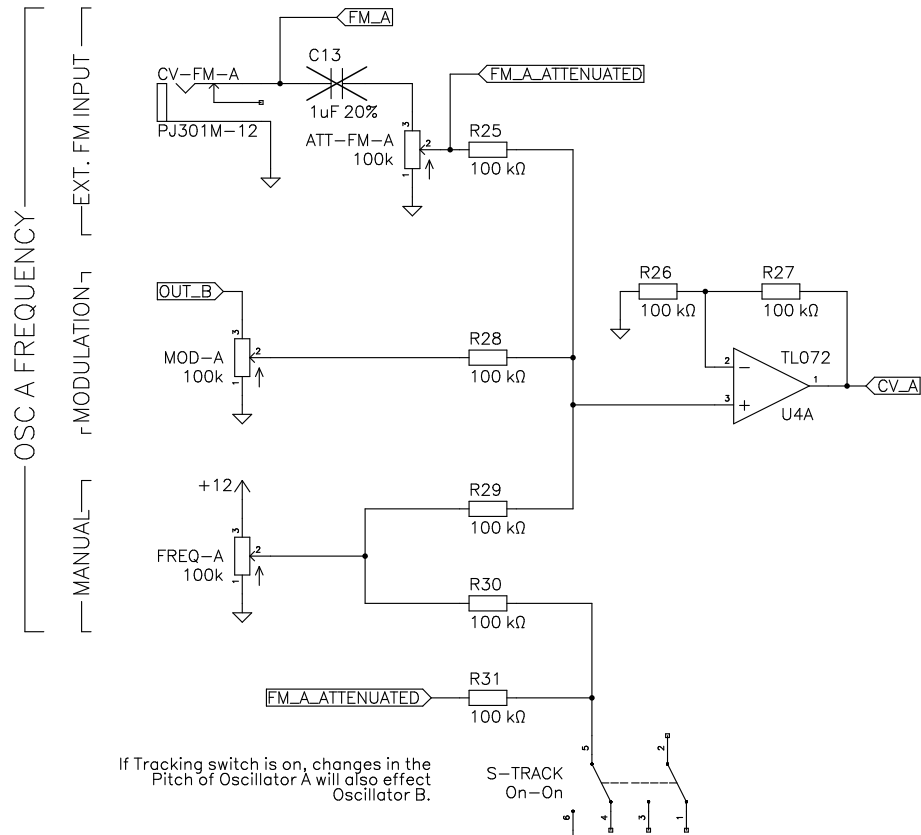 FM_A
C13
CV-FM-A
FM_A_ATTENUATED
1uF 20%
PJ301M-12
3
ATT-FM-A
100k
2
1
R25
100 kΩ
EXT. FM INPUT
OSC A FREQUENCY
OUT_B
3
MOD-A
100k
2
1
R28
100 kΩ
MODULATION
R26
100 kΩ
R27
100 kΩ
TL072
2
3
1
U4A
CV_A
+12
3
FREQ-A
100k
2
1
MANUAL
R29
100 kΩ
R30
100 kΩ
R31
FM_A_ATTENUATED
100 kΩ
If Tracking switch is on, changes in the
Pitch of Oscillator A will also effect
Oscillator B.
S-TRACK
On-On
5
2
6
4
3
1